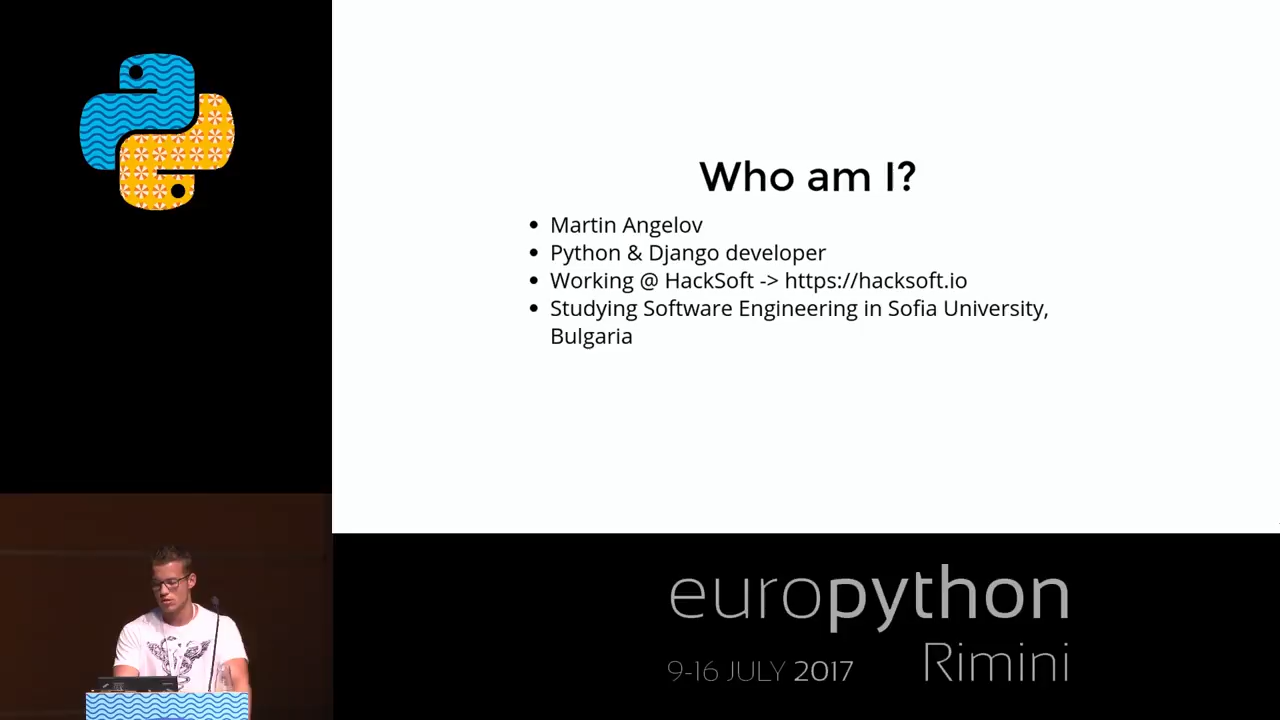 Who am I?
Martin Angelov
Python & Django developer
Working @ HackSoft -> https://hacksoft.io
Studying Software Engineering in Sofia University,
Bulgaria
europython
9-16 JULY 2017
Rimini